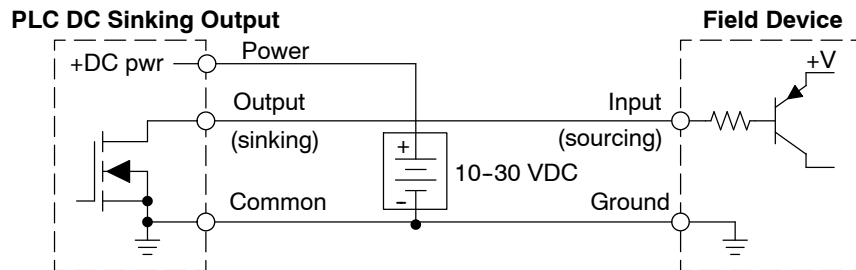 PLC DC Sinking Output
Field Device
+DC pwr
Power
+V
Output
(sinking)
Input
(sourcing)
+
10–30 VDC
–
Common
Ground